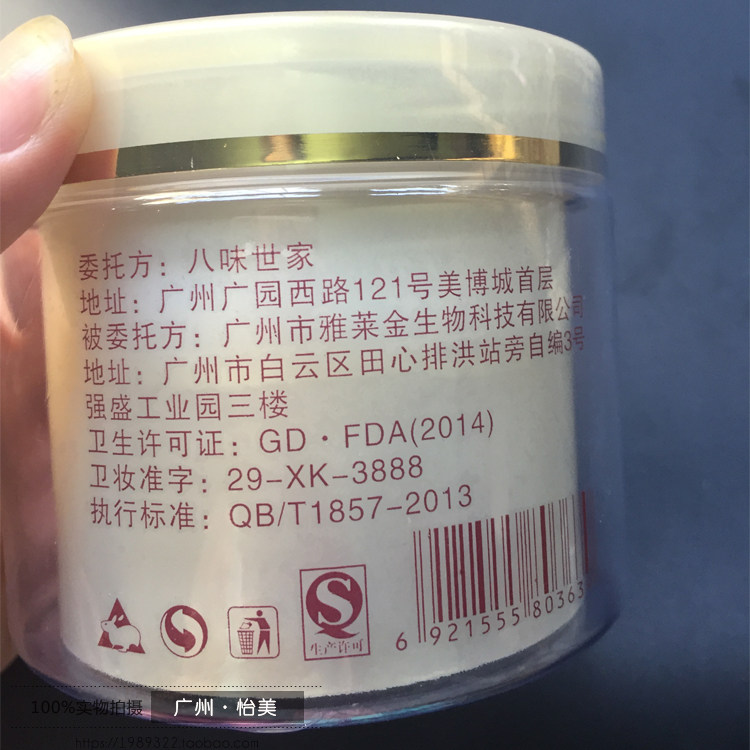 委托方：八味世家
地址：广州广园西路121号美博城首层
被委托方：广州市雅莱金生物科技有限公司
地址：广州市白云区田心排洪站旁自编3号
强盛工业园三楼
卫生许可证：GD·FDA(2014)
卫妆准字：29-XK-3888
执行标准：QB/T1857-2013
S
生产许可
6 921555 80363
100%实物拍摄
广州·怡美
https://1989322.taobao.com